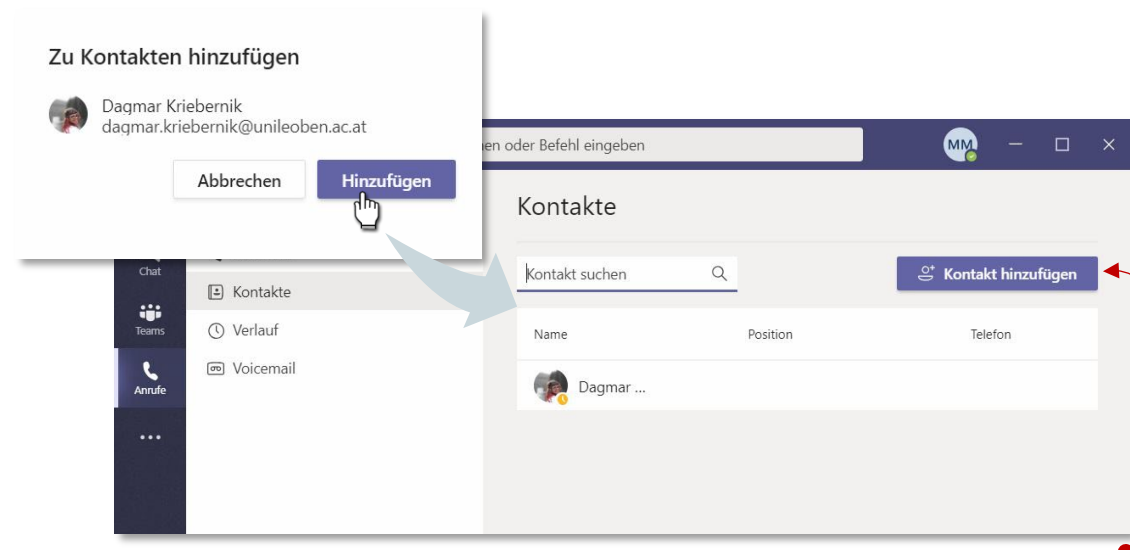 Zu Kontakten hinzufügen
Dagmar Kriebernik
dagmar.kriebernik@unileoben.ac.at
Abbrechen
Hinzufügen
oder Befehl eingeben
MM
Kontakte
Chat
Kontakt suchen
Kontakt hinzufügen
Kontakte
Teams
Verlauf
Name
Position
Telefon
Voicemail
Anrufe
Dagmar ...